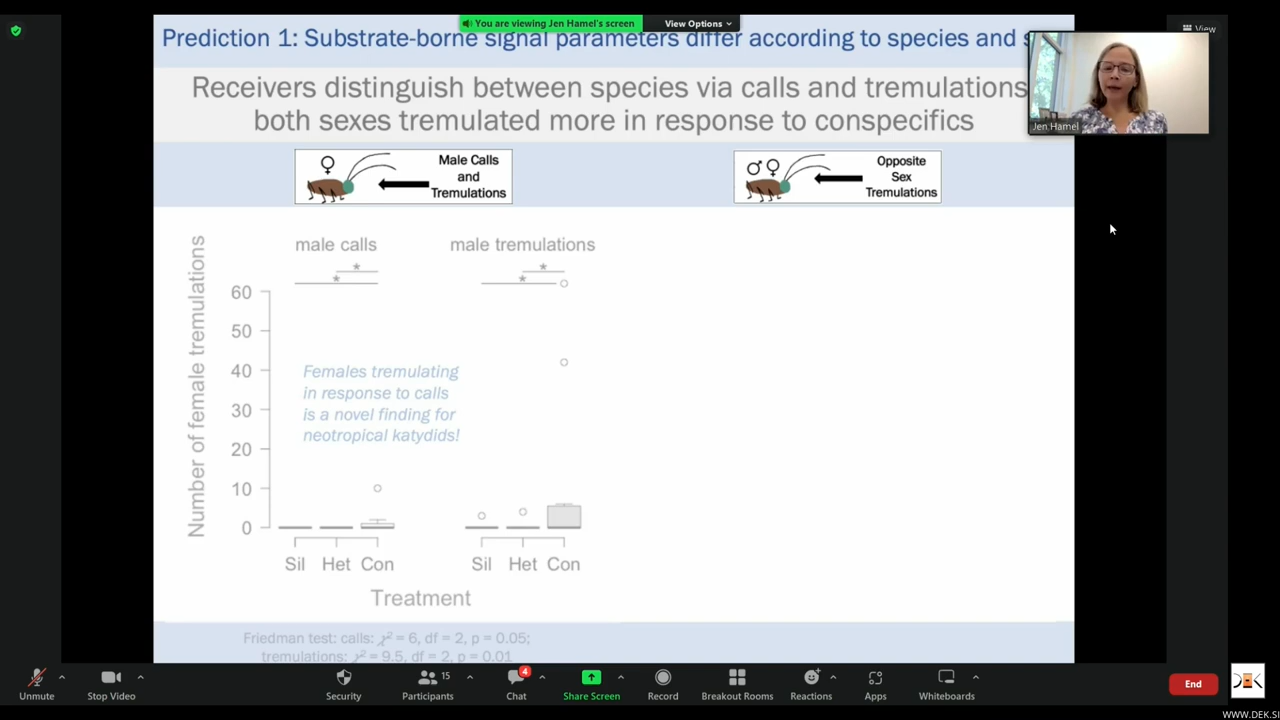 You are viewing Jen Hamel's screen
View Options
View
Prediction 1: Substrate-borne signal parameters differ according to species and s
Jen Hamel
Receivers distinguish between species via calls and tremulations
both sexes tremulated more in response to conspecifics
♀
Male Calls
and
Tremulations
♂ ♀
Opposite
Sex
Tremulations
Number of female tremulations
male calls
male tremulations
*
*
*
*
60
50
40
30
20
10
0
Females tremulating
in response to calls
is a novel finding for
neotropical katydids!
Sil Het Con
Sil Het Con
Treatment
Friedman test: calls: χ² = 6, df = 2, p = 0.05;
tremulations: χ² = 9.5, df = 2, p = 0.01
Unmute
Stop Video
Security
15
Participants
4
Chat
Share Screen
Record
Breakout Rooms
Reactions
Apps
Whiteboards
End
WWW.DEK.SI